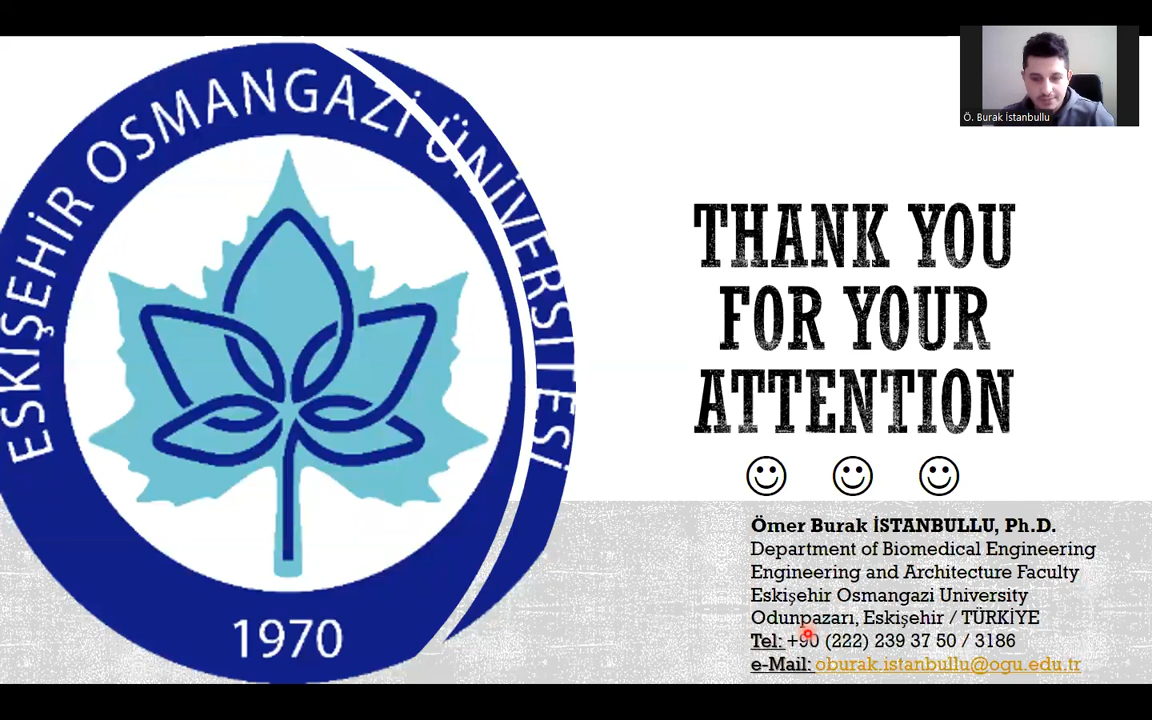 ESKİŞEHİR OSMANGAZİ ÜNİVERSİTESİ
1970
Ö. Burak İstanbullu
THANK YOU
FOR YOUR
ATTENTION
Ömer Burak İSTANBULLU, Ph.D.
Department of Biomedical Engineering
Engineering and Architecture Faculty
Eskişehir Osmangazi University
Odunpazarı, Eskişehir / TÜRKİYE
Tel: +90 (222) 239 37 50 / 3186
e-Mail: oburak.istanbullu@ogu.edu.tr